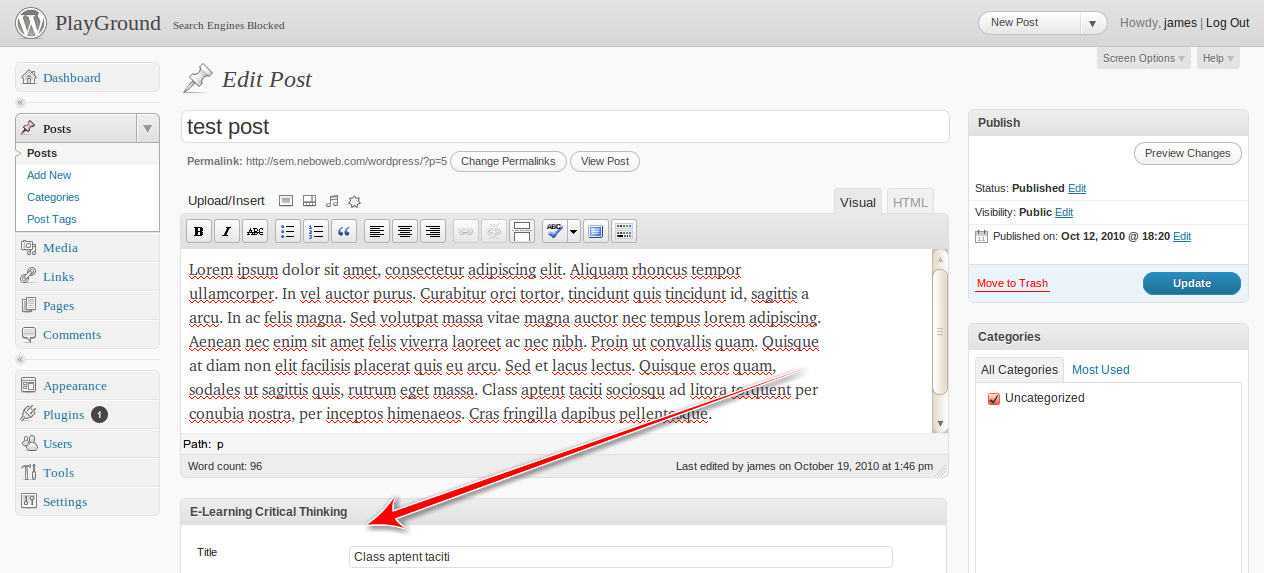 PlayGround Search Engines Blocked
New Post
Howdy, james | Log Out
Screen Options Help
Dashboard
Posts
Posts
Add New
Categories
Post Tags
Media
Links
Pages
Comments
Appearance
Plugins 1
Users
Tools
Settings
Edit Post
test post
Permalink: http://sem.neboweb.com/wordpress/?p=5 Change Permalinks View Post
Upload/Insert
Visual HTML
B I ABC ABC
Lorem ipsum dolor sit amet, consectetur adipiscing elit. Aliquam rhoncus tempor
ullamcorper. In vel auctor purus. Curabitur orci tortor, tincidunt quis tincidunt id, sagittis a
arcu. In ac felis magna. Sed volutpat massa vitae magna auctor nec tempus lorem adipiscing.
Aenean nec enim sit amet felis viverra laoreet ac nec nibh. Proin ut convallis quam. Quisque
at diam non elit facilisis placerat quis eu arcu. Sed et lacus lectus. Quisque eros quam,
sodales ut sagittis quis, rutrum eget massa. Class aptent taciti sociosqu ad litora torquent per
conubia nostra, per inceptos himenaeos. Cras fringilla dapibus pellentesque.
Path: p
Word count: 96
Last edited by james on October 19, 2010 at 1:46 pm
E-Learning Critical Thinking
Title
Class aptent taciti
Publish
Preview Changes
Status: Published Edit
Visibility: Public Edit
Published on: Oct 12, 2010 @ 18:20 Edit
Move to Trash
Update
Categories
All Categories Most Used
Uncategorized